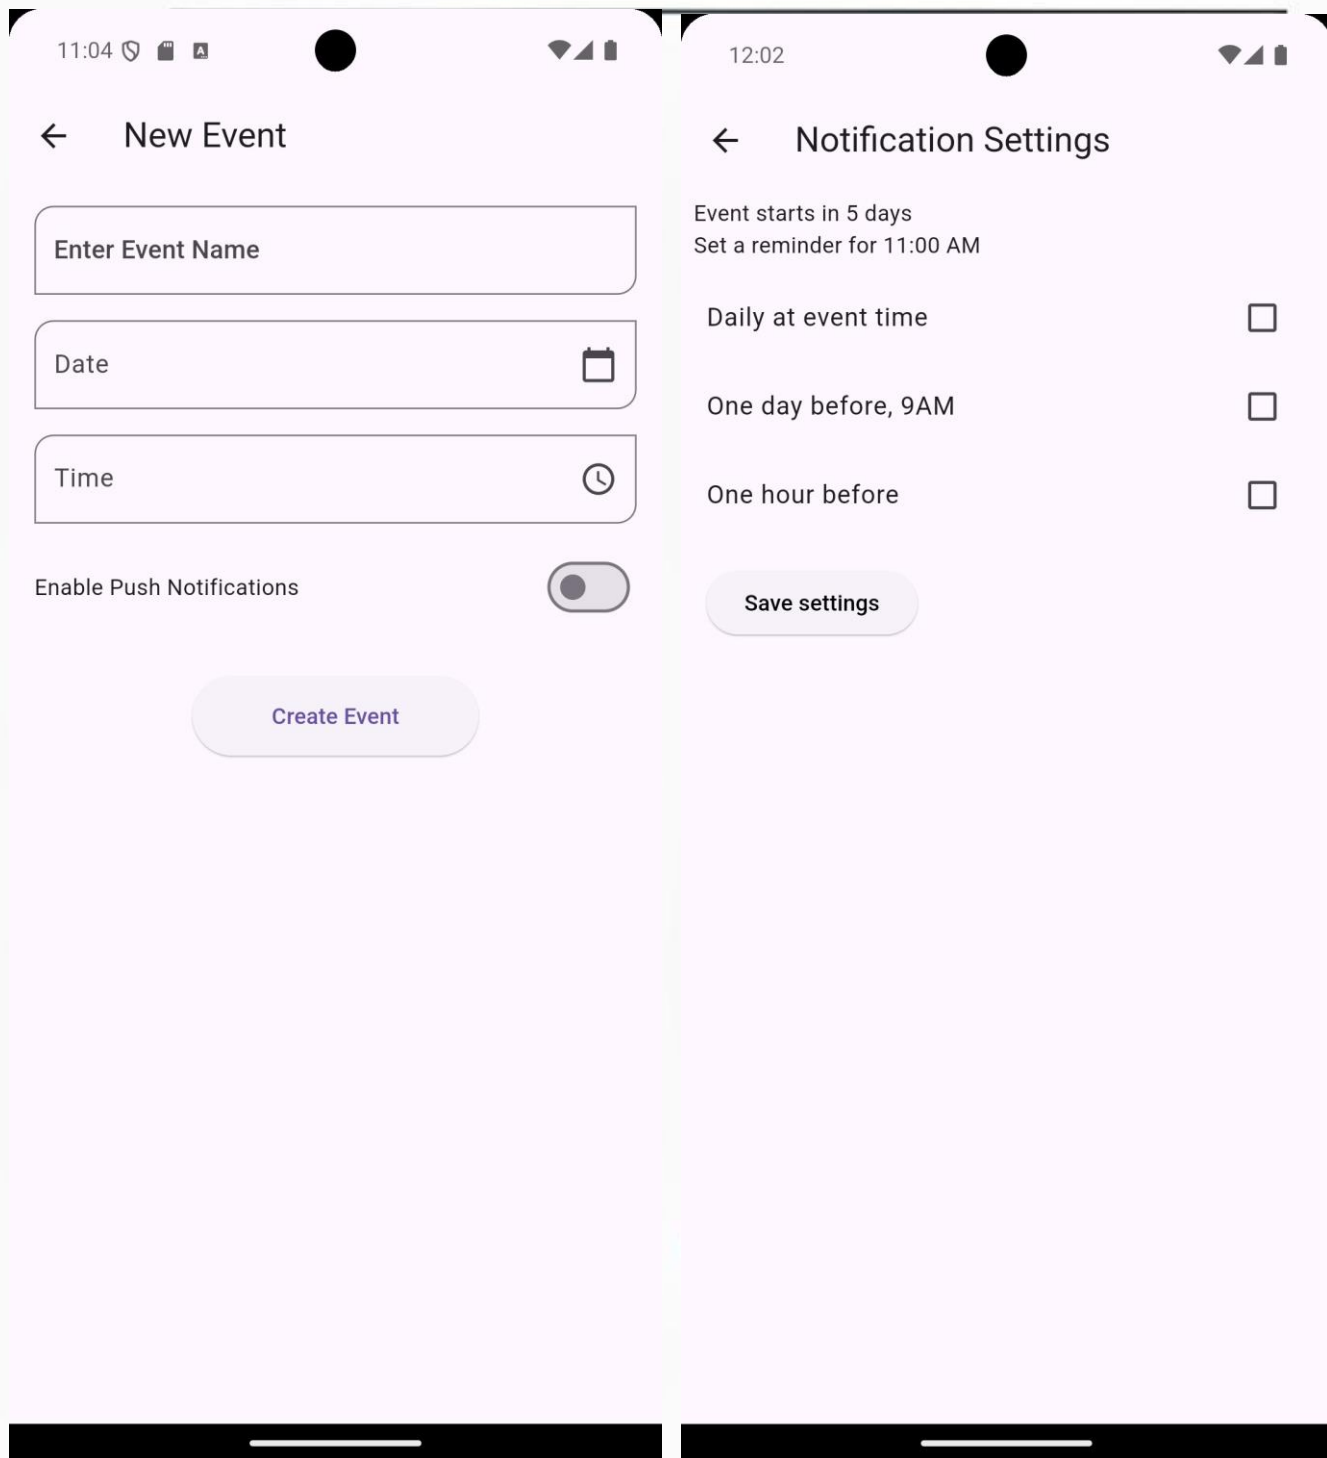 11:04
New Event
Enter Event Name
Date
Time
Enable Push Notifications
Create Event
12:02
Notification Settings
Event starts in 5 days
Set a reminder for 11:00 AM
Daily at event time
One day before, 9AM
One hour before
Save settings